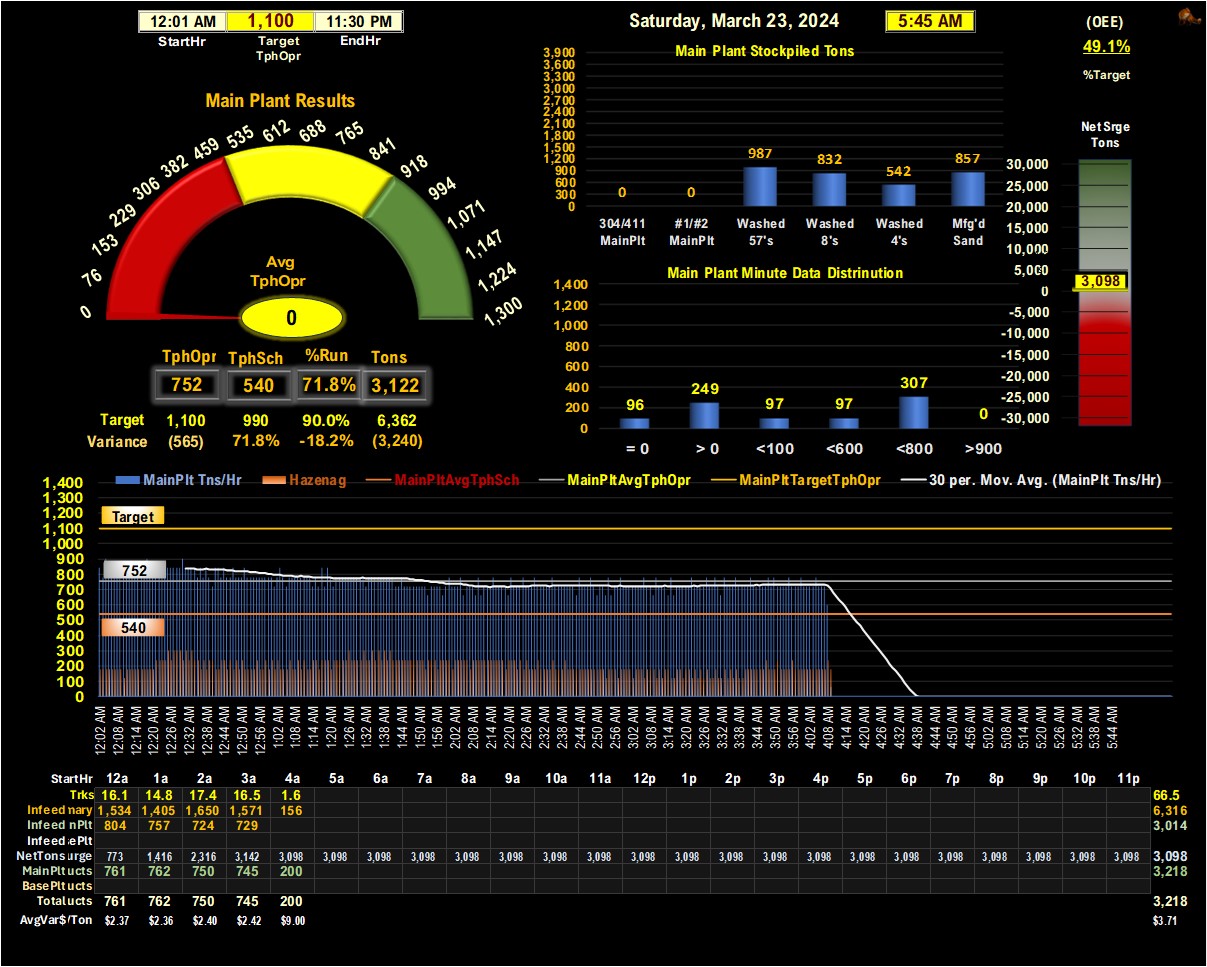 12:01 AM 1,100 11:30 PM
StartHr Target TphOpr EndHr
Saturday, March 23, 2024 5:45 AM
(OEE)
49.1%
%Target
Main Plant Results
0 76 153 229 306 382 459 535 612 688 765 841 918 994 1,071 1,147 1,224 1,300
Avg
TphOpr
0
TphOpr TphSch %Run Tons
752 540 71.8% 3,122
Target 1,100 990 90.0% 6,362
Variance (565) 71.8% -18.2% (3,240)
Main Plant Stockpiled Tons
3,900
3,600
3,300
3,000
2,700
2,400
2,100
1,800
1,500
1,200
900
600
300
0
0 0 987 832 542 857
304/411 #1/#2 Washed Washed Washed Mfg'd
MainPlt MainPlt 57's 8's 4's Sand
Main Plant Minute Data Distrinution
1,400
1,200
1,000
800
600
400
200
0
96 249 97 97 307 0
= 0 > 0 <100 <600 <800 >900
Net Srge
Tons
30,000
25,000
20,000
15,000
10,000
5,000
0
-5,000
-10,000
-15,000
-20,000
-25,000
-30,000
3,098
MainPlt Tns/Hr Hazenag MainPltAvgTphSch MainPltAvgTphOpr MainPltTargetTphOpr 30 per. Mov. Avg. (MainPlt Tns/Hr)
1,400
1,300
1,200
1,100
1,000
900
800
700
600
500
400
300
200
100
0
Target
752
540
12:02 AM 12:08 AM 12:14 AM 12:20 AM 12:26 AM 12:32 AM 12:38 AM 12:44 AM 12:50 AM 12:56 AM 1:02 AM 1:08 AM 1:14 AM 1:20 AM 1:26 AM 1:32 AM 1:38 AM 1:44 AM 1:50 AM 1:56 AM 2:02 AM 2:08 AM 2:14 AM 2:20 AM 2:26 AM 2:32 AM 2:38 AM 2:44 AM 2:50 AM 2:56 AM 3:02 AM 3:08 AM 3:14 AM 3:20 AM 3:26 AM 3:32 AM 3:38 AM 3:44 AM 3:50 AM 3:56 AM 4:02 AM 4:08 AM 4:14 AM 4:20 AM 4:26 AM 4:32 AM 4:38 AM 4:44 AM 4:50 AM 4:56 AM 5:02 AM 5:08 AM 5:14 AM 5:20 AM 5:26 AM 5:32 AM 5:38 AM 5:44 AM
StartHr 12a 1a 2a 3a 4a 5a 6a 7a 8a 9a 10a 11a 12p 1p 2p 3p 4p 5p 6p 7p 8p 9p 10p 11p
Trks 16.1 14.8 17.4 16.5 1.6 66.5
Infeed nary 1,534 1,405 1,650 1,571 156 6,316
Infeed nPlt 804 757 724 729 3,014
Infeed ePlt
NetTons urge 773 1,416 2,316 3,142 3,098 3,098 3,098 3,098 3,098 3,098 3,098 3,098 3,098 3,098 3,098 3,098 3,098 3,098 3,098 3,098 3,098 3,098 3,098 3,098 3,098
MainPlt ucts 761 762 750 745 200 3,218
BasePlt ucts
Total ucts 761 762 750 745 200 3,218
AvgVar$/Ton $2.37 $2.36 $2.40 $2.42 $9.00 $3.71